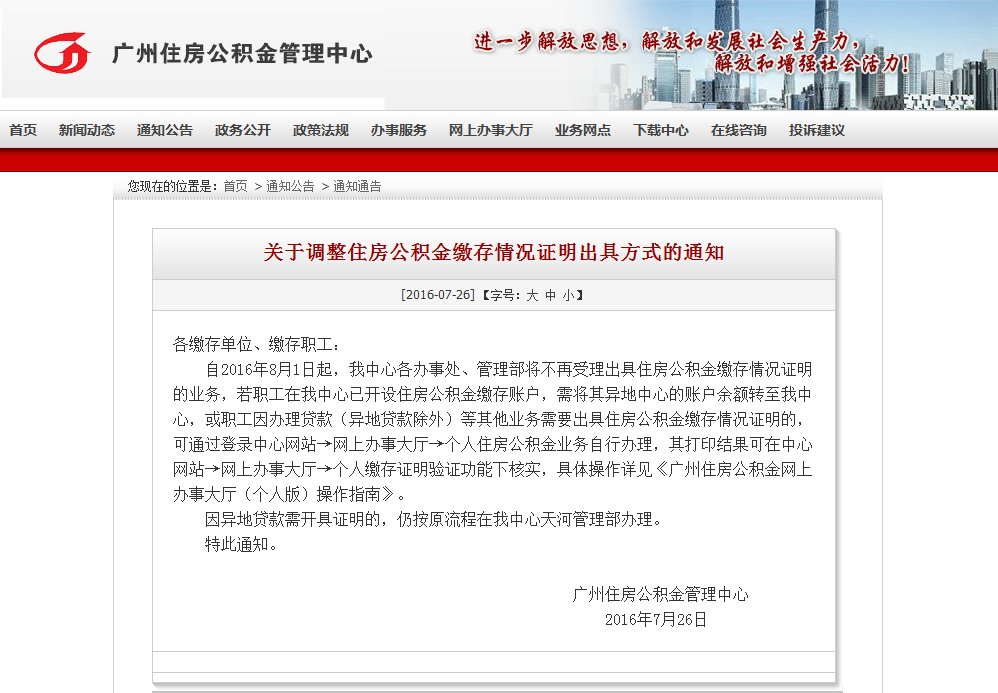 广州住房公积金管理中心
进一步解放思想，解放和发展社会生产力，
解放和增强社会活力！
首页 新闻动态 通知公告 政务公开 政策法规 办事服务 网上办事大厅 业务网点 下载中心 在线咨询 投诉建议
您现在的位置是：首页 > 通知公告 > 通知通告
关于调整住房公积金缴存情况证明出具方式的通知
[2016-07-26]【字号：大 中 小】
各缴存单位、缴存职工：
自2016年8月1日起，我中心各办事处、管理部将不再受理出具住房公积金缴存情况证明
的业务，若职工在我中心已开设住房公积金缴存账户，需将其异地中心的账户余额转至我中
心，或职工因办理贷款（异地贷款除外）等其他业务需要出具住房公积金缴存情况证明的，
可通过登录中心网站→网上办事大厅→个人住房公积金业务自行办理，其打印结果可在中心
网站→网上办事大厅→个人缴存证明验证功能下核实，具体操作详见《广州住房公积金网上
办事大厅（个人版）操作指南》。
因异地贷款需开具证明的，仍按原流程在我中心天河管理部办理。
特此通知。
广州住房公积金管理中心
2016年7月26日